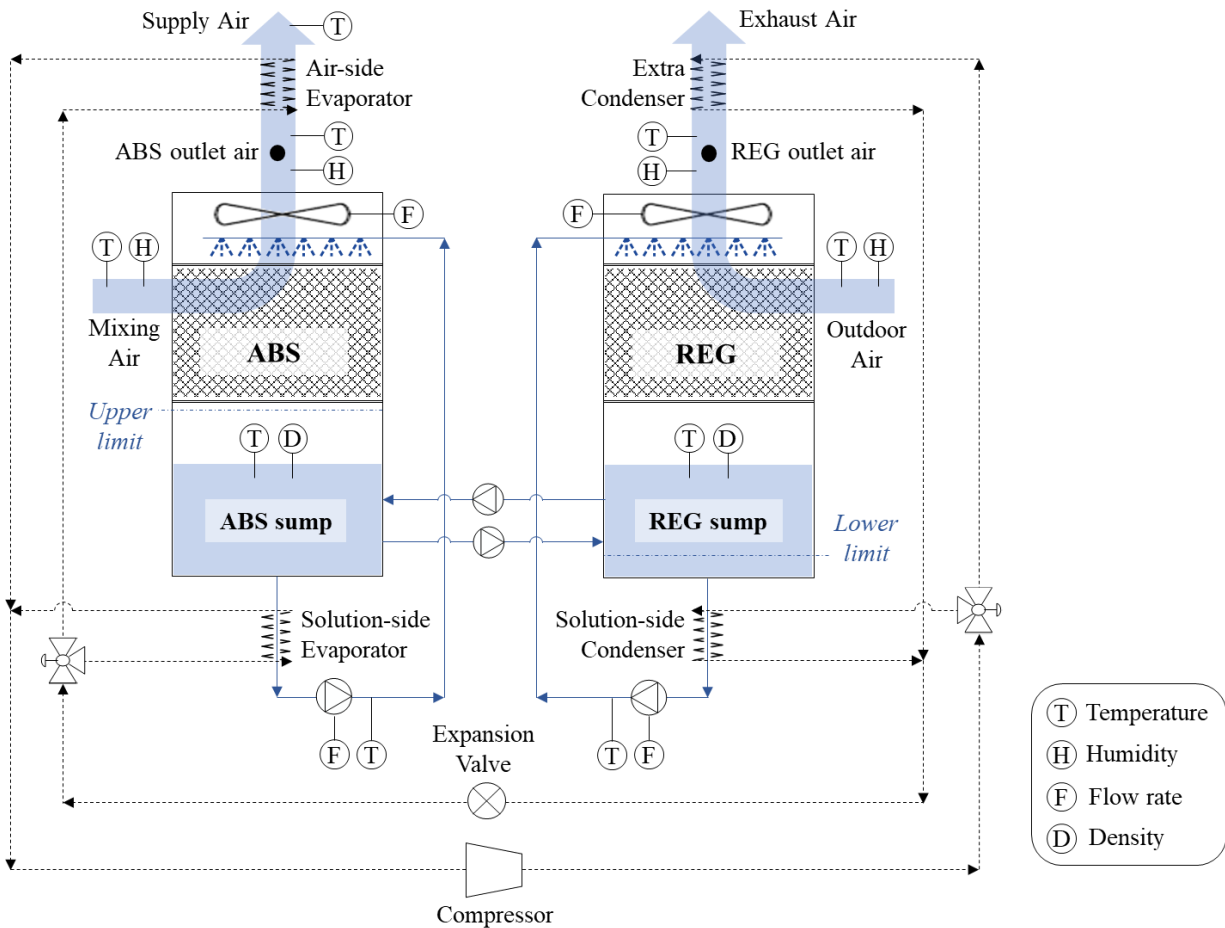 Supply Air
T
Exhaust Air
Air-side
Evaporator
Extra
Condenser
T
T
ABS outlet air
REG outlet air
H
H
F
F
T
H
T
H
Mixing
Air
ABS
REG
Outdoor
Air
Upper
limit
T
D
T
D
ABS sump
REG sump
Lower
limit
Solution-side
Evaporator
Solution-side
Condenser
F
T
T
F
Expansion
Valve
Compressor
T Temperature
H Humidity
F Flow rate
D Density